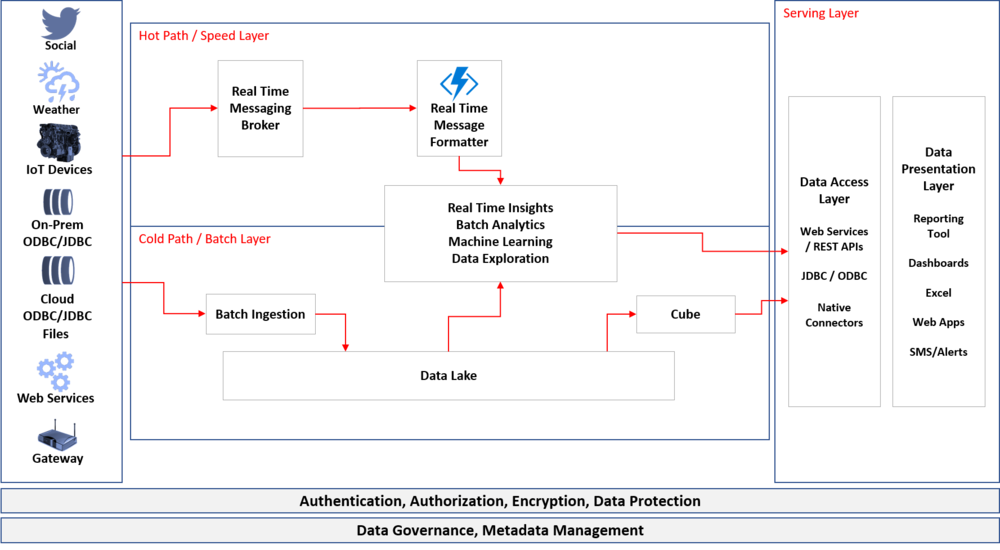 Social
Weather
IoT Devices
On-Prem
ODBC/JDBC
Cloud
ODBC/JDBC
Files
Web Services
Gateway
Hot Path / Speed Layer
Real Time
Messaging
Broker
Real Time
Message
Formatter
Real Time Insights
Batch Analytics
Machine Learning
Data Exploration
Cold Path / Batch Layer
Batch Ingestion
Data Lake
Cube
Serving Layer
Data Access
Layer
Web Services
/ REST APIs
JDBC / ODBC
Native
Connectors
Data
Presentation
Layer
Reporting
Tool
Dashboards
Excel
Web Apps
SMS/Alerts
Authentication, Authorization, Encryption, Data Protection
Data Governance, Metadata Management